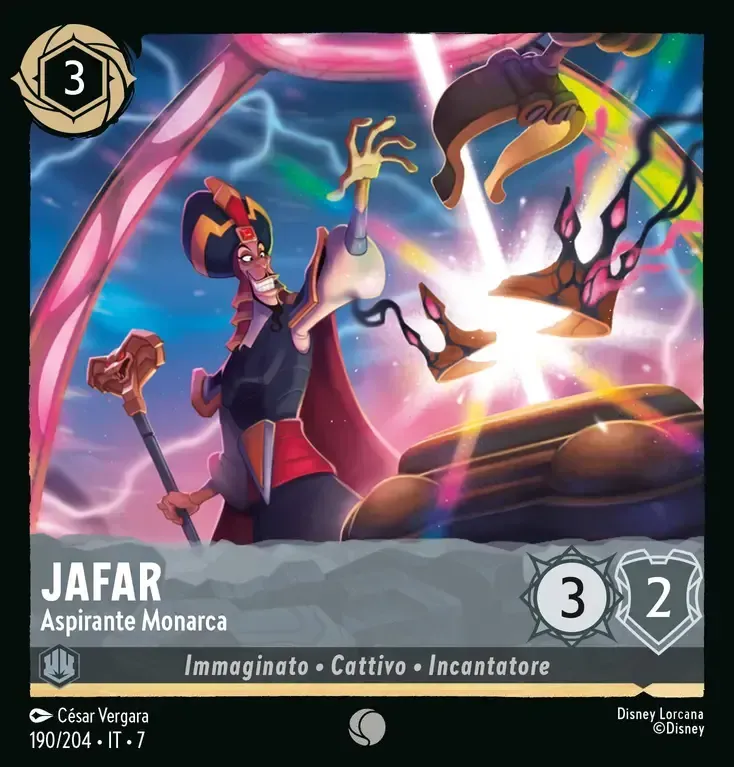 3
JAFAR
Aspirante Monarca
3 2
Immaginato • Cattivo • Incantatore
César Vergara
190/204 • IT • 7
Disney Lorcana
©Disney